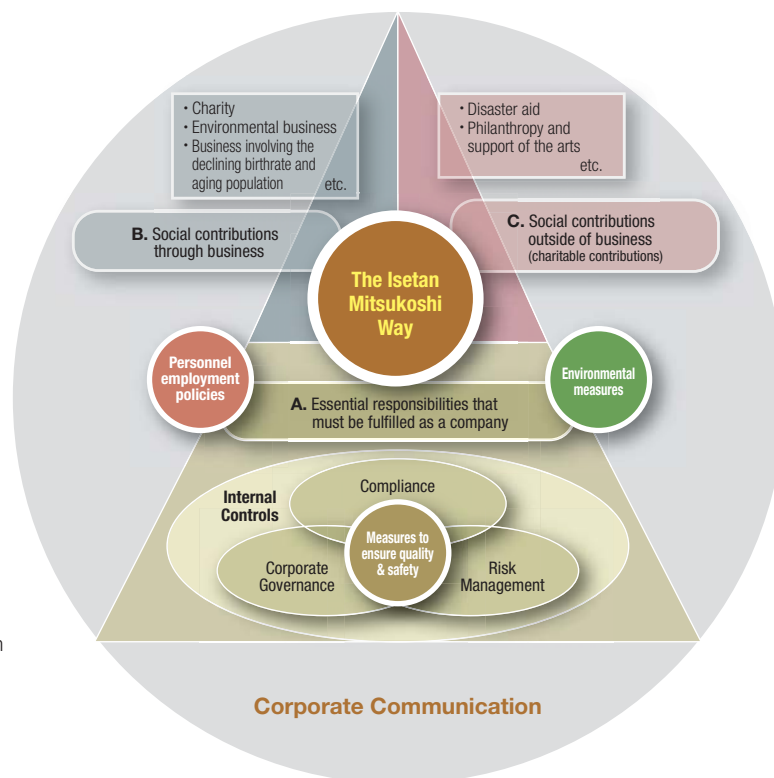 ・Charity
・Environmental business
・Business involving the
declining birthrate and
aging population etc.
・Disaster aid
・Philanthropy and
support of the arts
etc.
B. Social contributions
through business
C. Social contributions
outside of business
(charitable contributions)
The Isetan
Mitsukoshi
Way
Personnel
employment
policies
Environmental
measures
A. Essential responsibilities that
must be fulfilled as a company
Internal
Controls
Compliance
Measures to
ensure quality
& safety
Corporate
Governance
Risk
Management
Corporate Communication